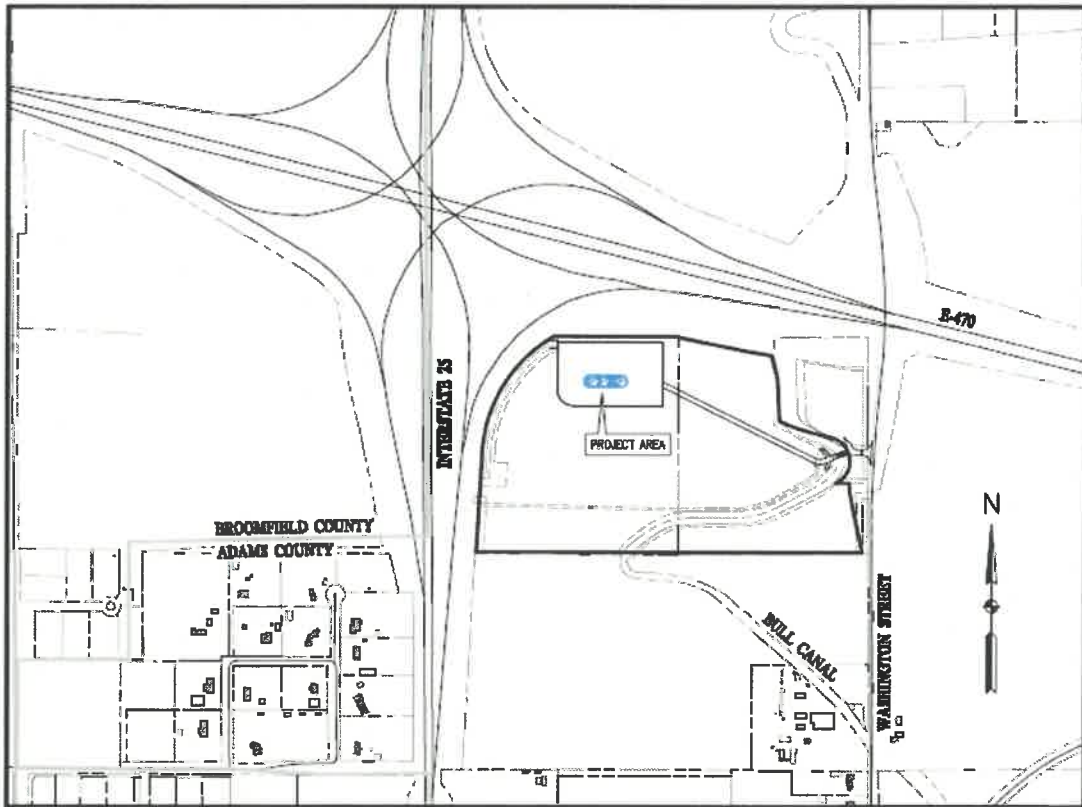 E-470
INTERSTATE 25
PROJECT AREA
N
BROOMFIELD COUNTY
ADAMS COUNTY
BULL CANAL
WASHINGTON STREET